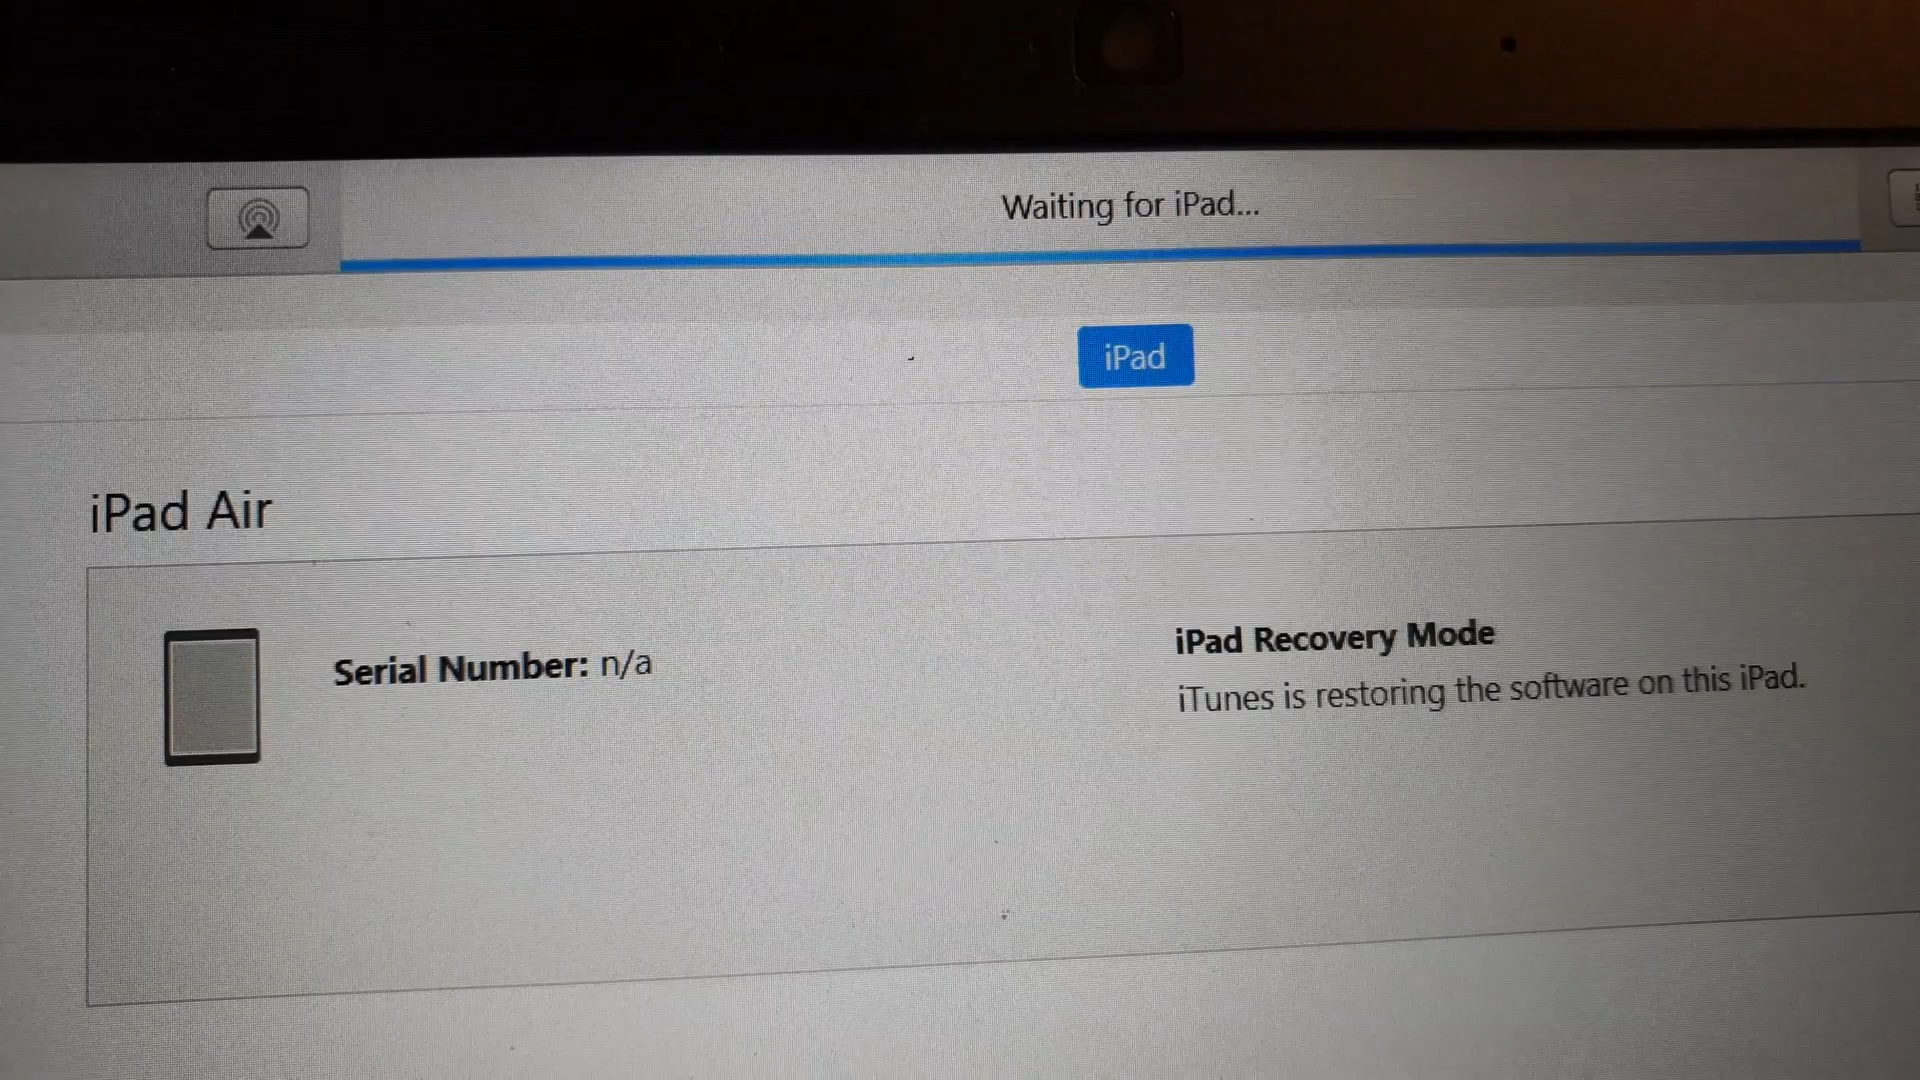 Waiting for iPad...
iPad
iPad Air
Serial Number: n/a
iPad Recovery Mode
iTunes is restoring the software on this iPad.